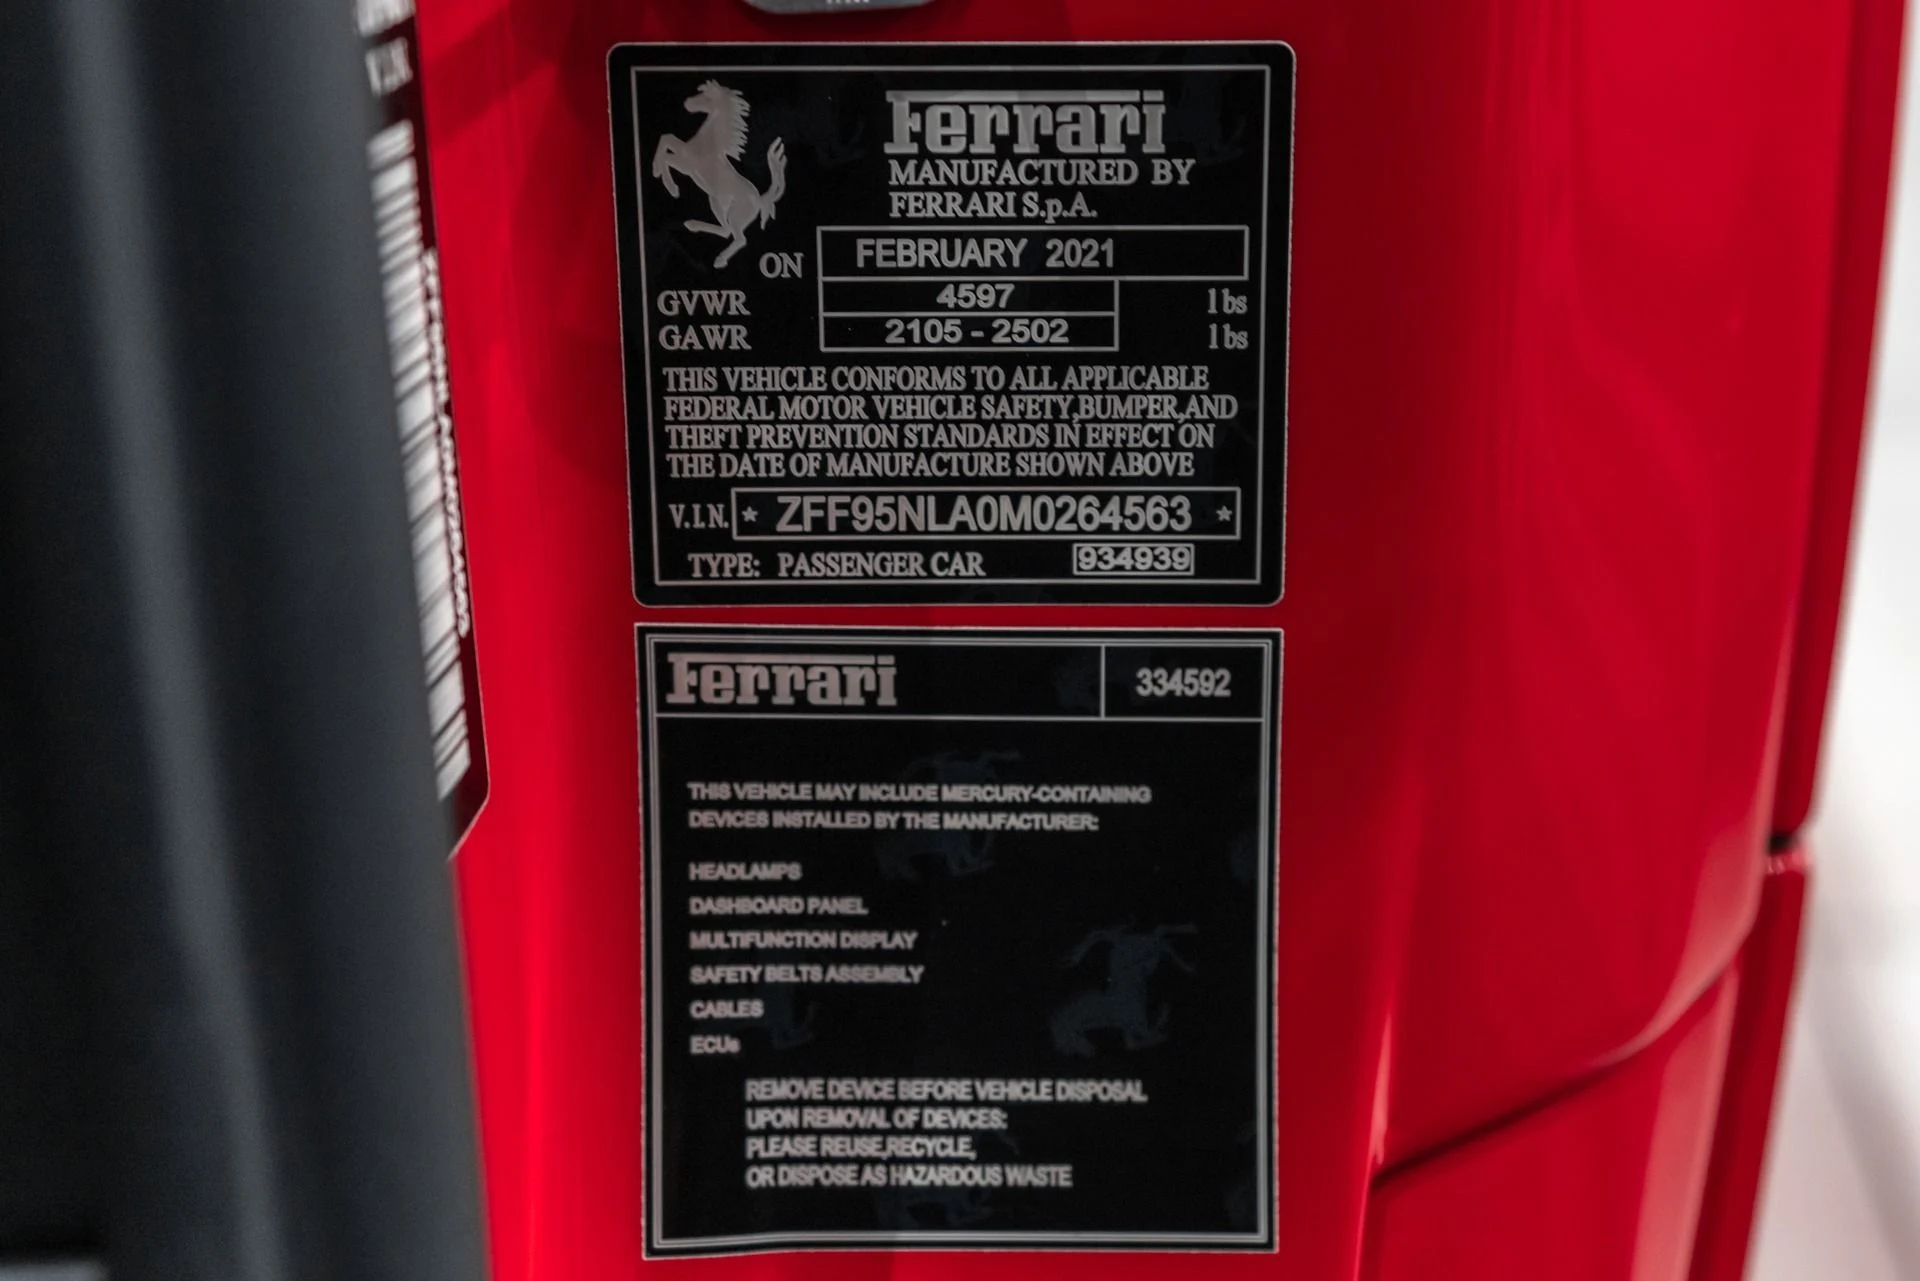 Ferrari
MANUFACTURED BY
FERRARI S.p.A.
ON FEBRUARY 2021
GVWR 4597 lbs
GAWR 2105 - 2502 lbs
THIS VEHICLE CONFORMS TO ALL APPLICABLE
FEDERAL MOTOR VEHICLE SAFETY,BUMPER,AND
THEFT PREVENTION STANDARDS IN EFFECT ON
THE DATE OF MANUFACTURE SHOWN ABOVE
V.I.N. * ZFF95NLA0M0264563 *
TYPE: PASSENGER CAR 934939
Ferrari 334592
THIS VEHICLE MAY INCLUDE MERCURY-CONTAINING
DEVICES INSTALLED BY THE MANUFACTURER:
HEADLAMPS
DASHBOARD PANEL
MULTIFUNCTION DISPLAY
SAFETY BELTS ASSEMBLY
CABLES
ECUs
REMOVE DEVICE BEFORE VEHICLE DISPOSAL
UPON REMOVAL OF DEVICES:
PLEASE REUSE,RECYCLE,
OR DISPOSE AS HAZARDOUS WASTE